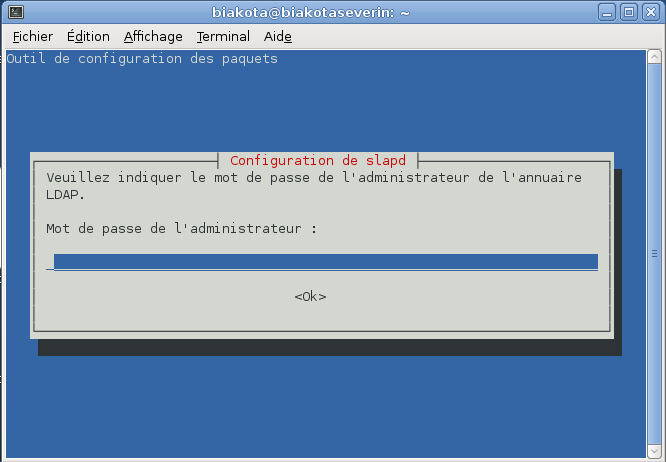 biakota@biakotaseverin: ~
Fichier Édition Affichage Terminal Aide
Outil de configuration des paquets
Configuration de slapd
Veuillez indiquer le mot de passe de l'administrateur de l'annuaire
LDAP.
Mot de passe de l'administrateur :
<Ok>